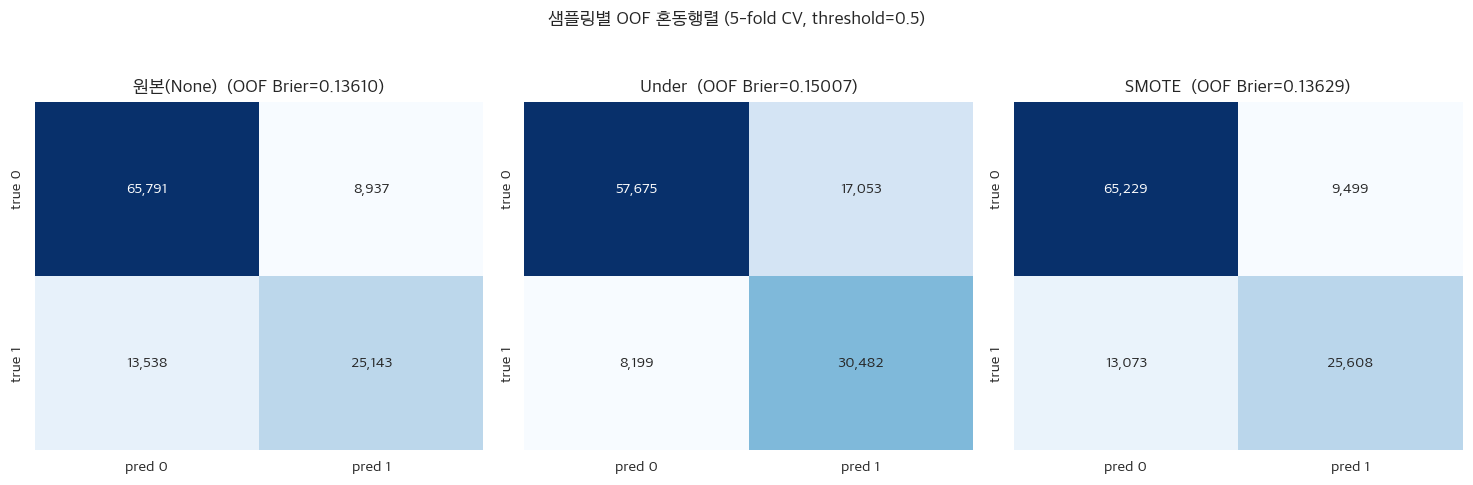 샘플링별 OOF 혼동행렬 (5-fold CV, threshold=0.5)
원본(None)  (OOF Brier=0.13610)
true 0
65,791
8,937
true 1
13,538
25,143
pred 0
pred 1
Under  (OOF Brier=0.15007)
true 0
57,675
17,053
true 1
8,199
30,482
pred 0
pred 1
SMOTE  (OOF Brier=0.13629)
true 0
65,229
9,499
true 1
13,073
25,608
pred 0
pred 1